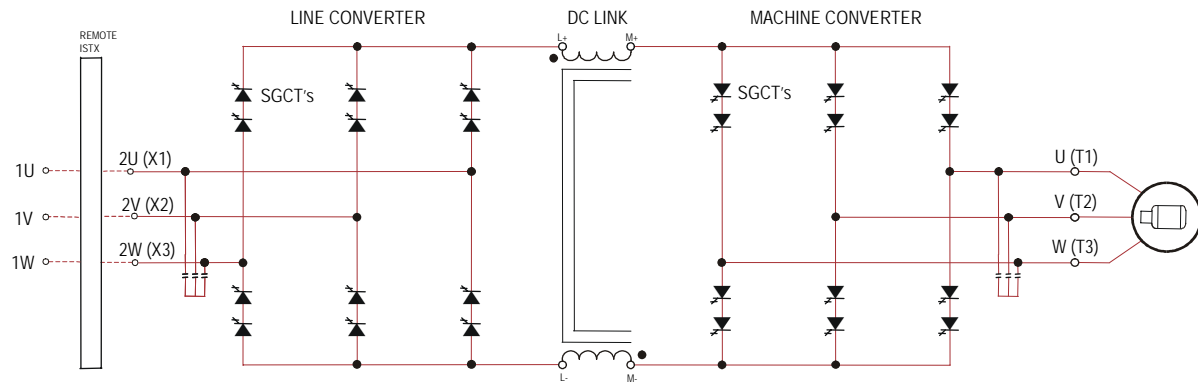 LINE CONVERTER
DC LINK
MACHINE CONVERTER
REMOTE
ISTX
L+
M+
SGCT's
SGCT's
1U
2U (X1)
U (T1)
1V
2V (X2)
V (T2)
1W
2W (X3)
W (T3)
L-
M-